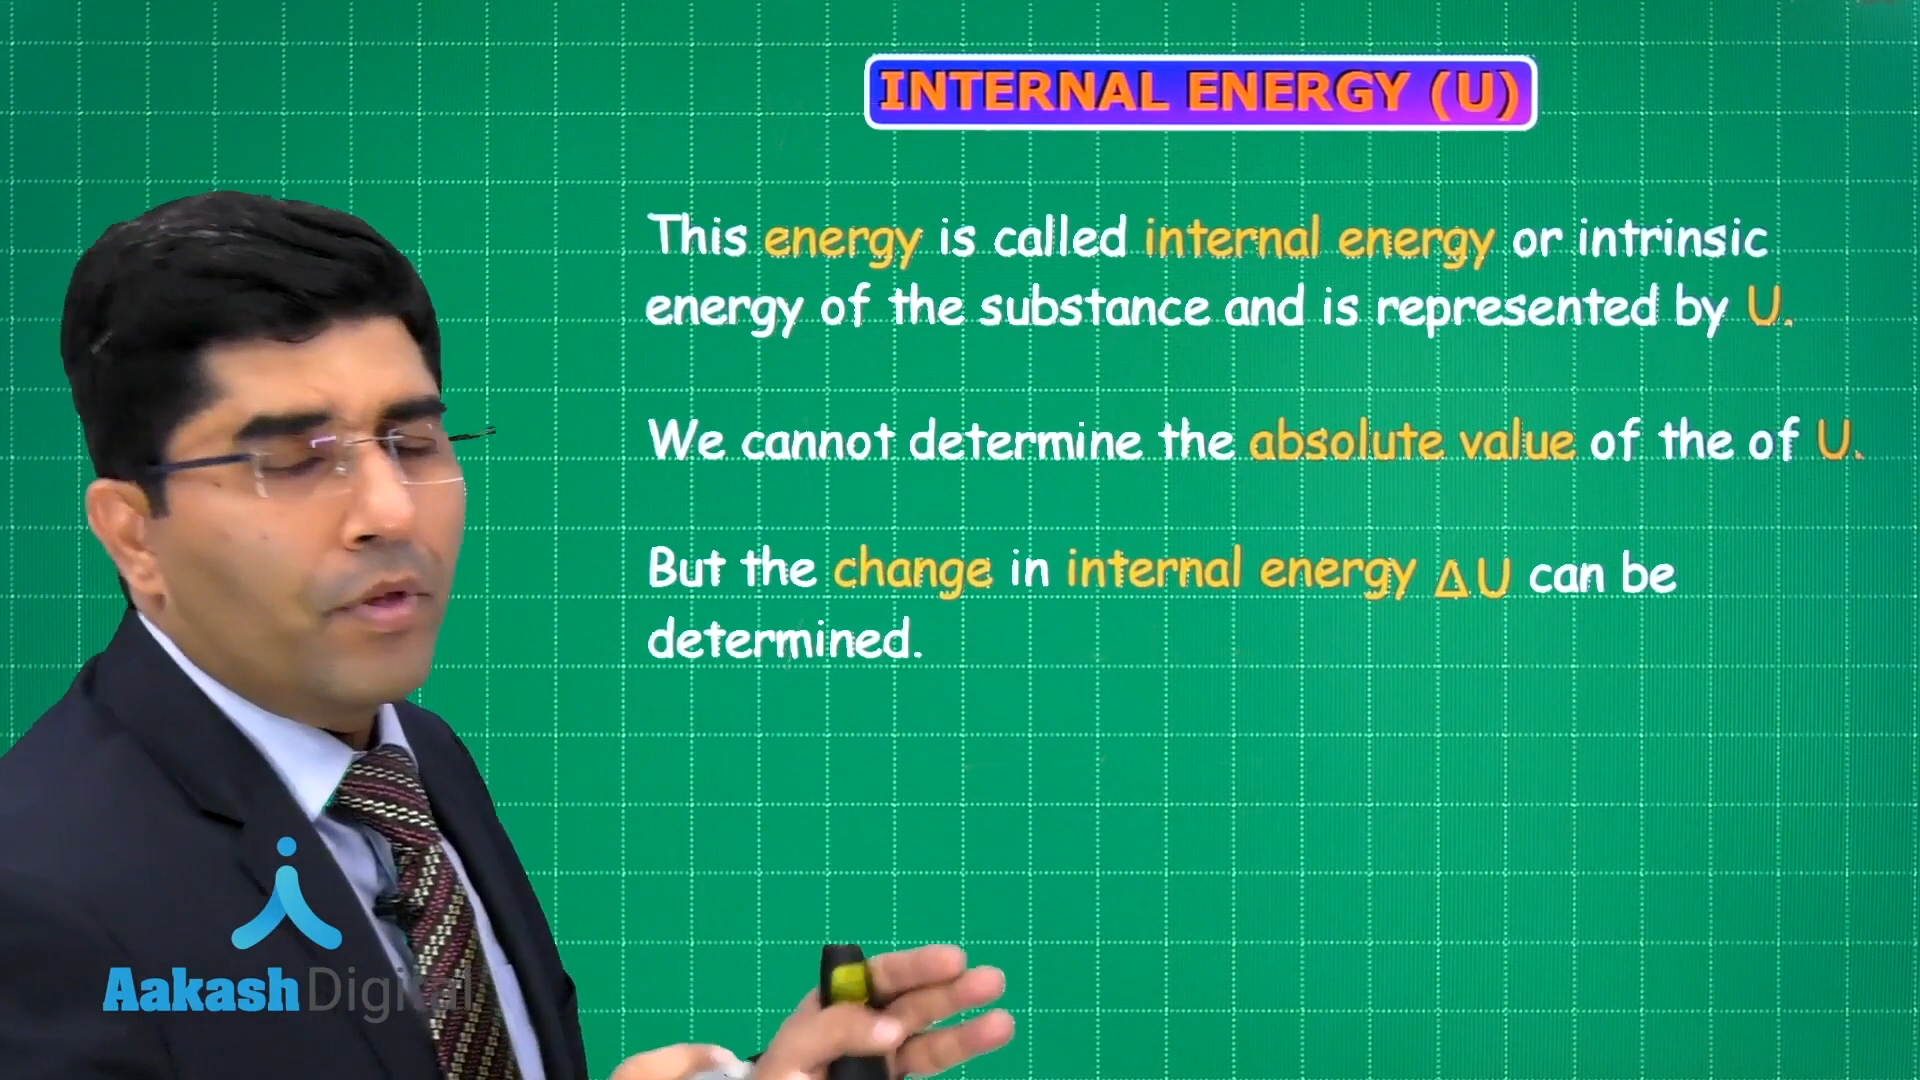 INTERNAL ENERGY (U)
This energy is called internal energy or intrinsic
energy of the substance and is represented by U.
We cannot determine the absolute value of the of U.
But the change in internal energy ΔU can be
determined.
Aakash Digital